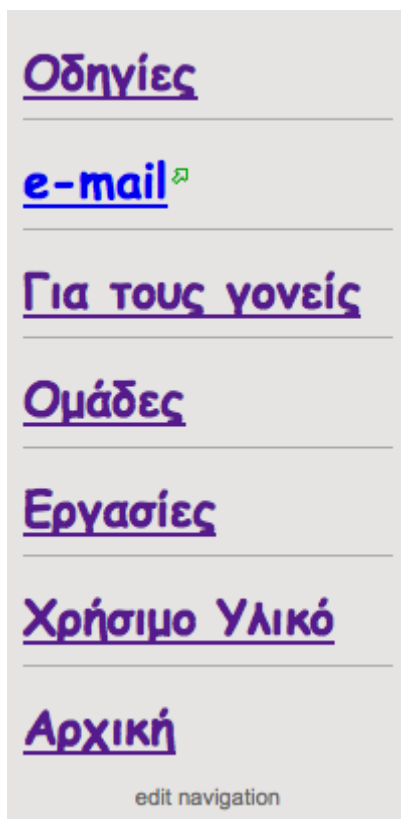 Οδηγίες
e-mail
Για τους γονείς
Ομάδες
Εργασίες
Χρήσιμο Υλικό
Αρχική
edit navigation